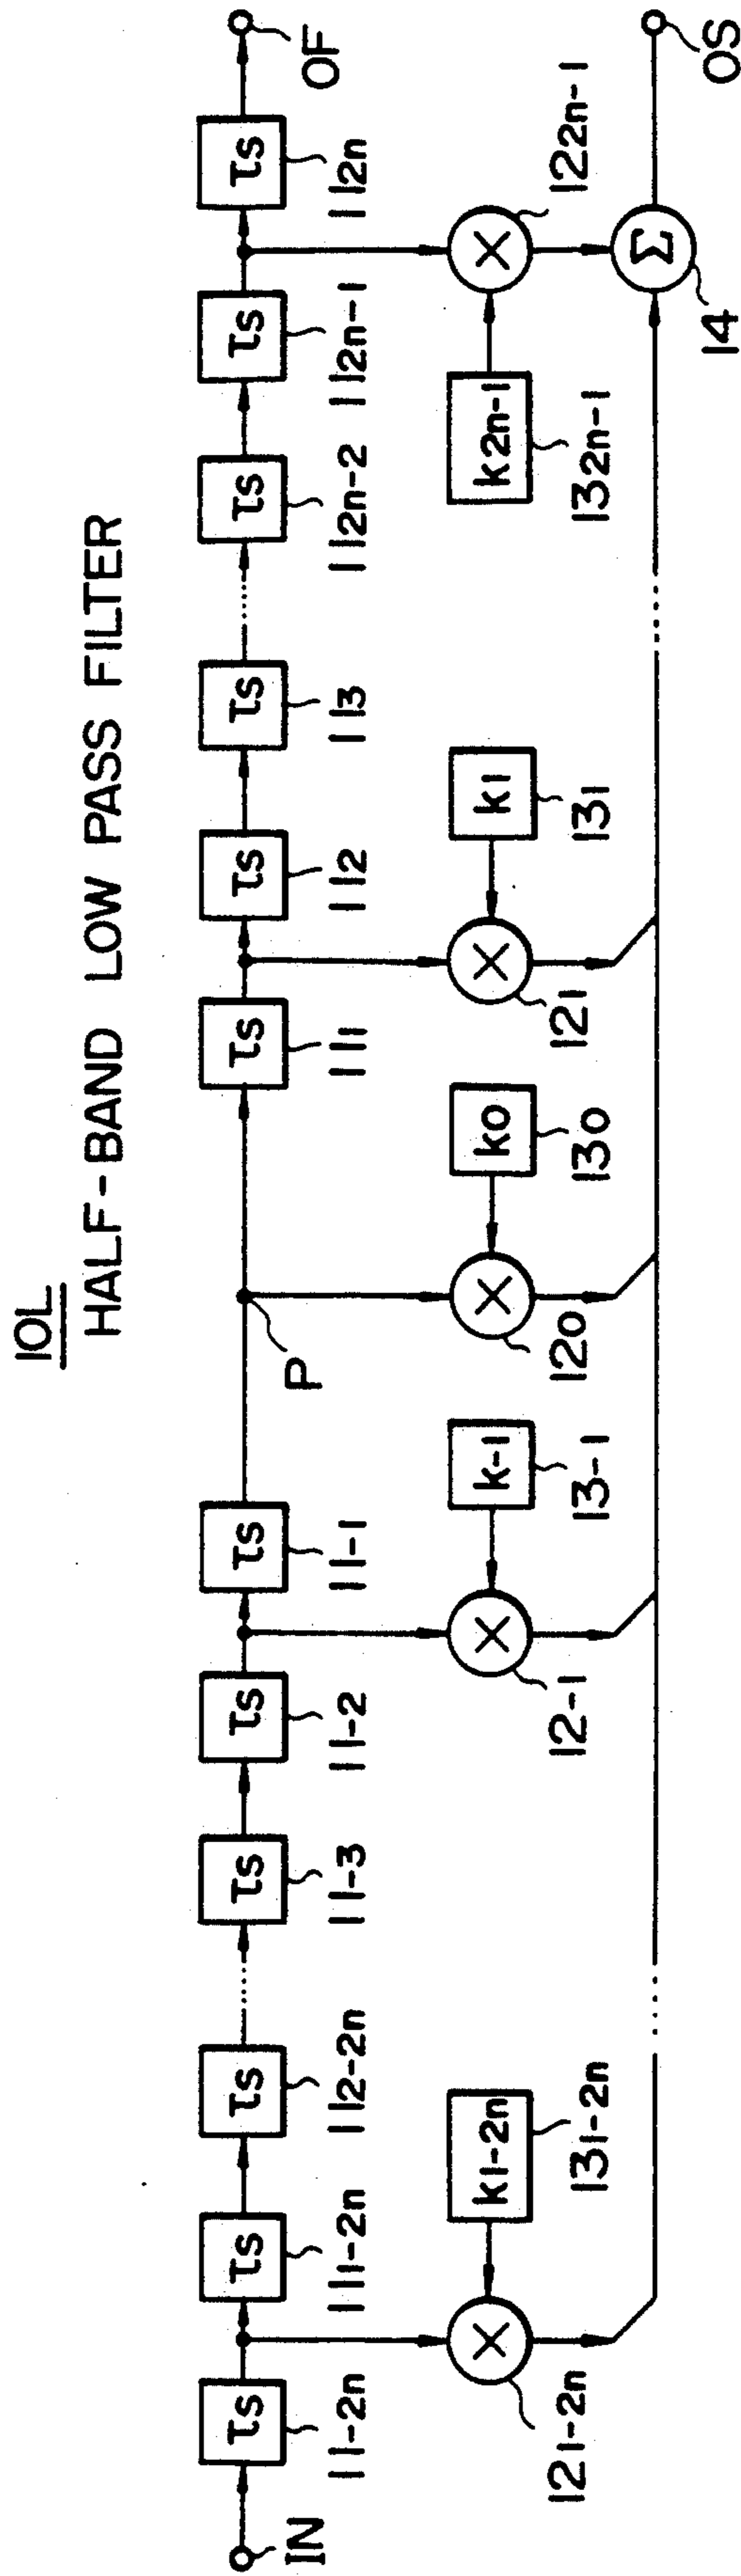 10L
HALF-BAND LOW PASS FILTER
IN
τs τs τs τs τs τs τs τs τs τs τs τs
OF
11-2n 111-2n 112-2n 11-3 11-2 11-1 P 111 112 113 112n-2 112n-1 112n
k1-2n k-1 k0 k1 k2n-1
× × × × ×
121-2n 131-2n 12-1 13-1 120 130 121 131 132n-1 122n-1
Σ
14
OS